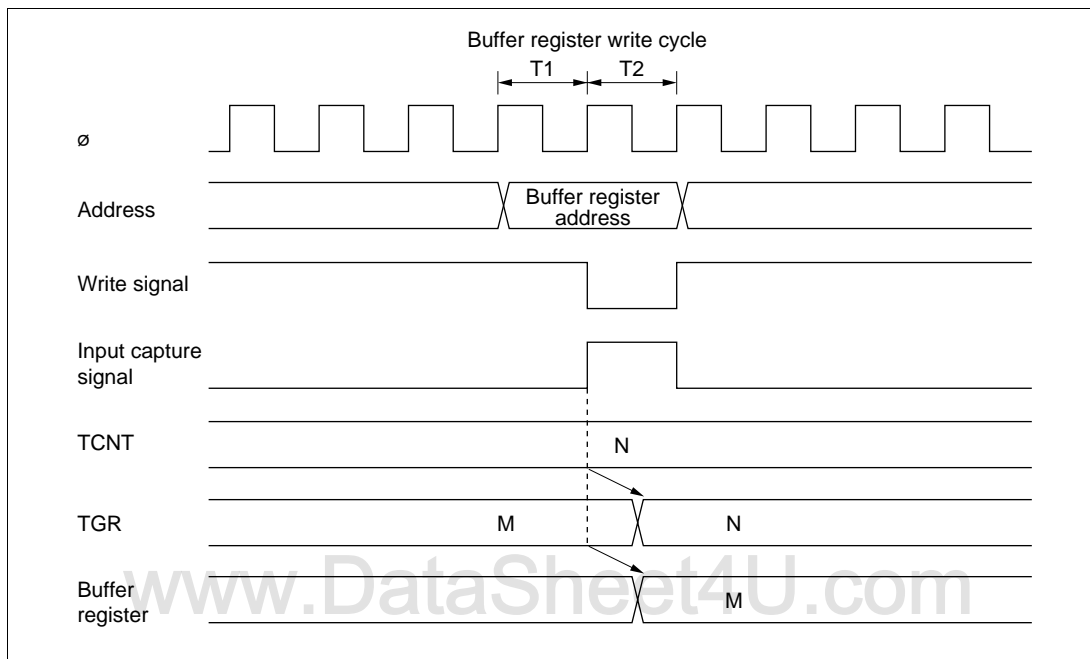 Buffer register write cycle
T1 T2
ø
Address
Buffer register
address
Write signal
Input capture
signal
TCNT
N
TGR
M N
Buffer
register
M
www.DataSheet4U.com